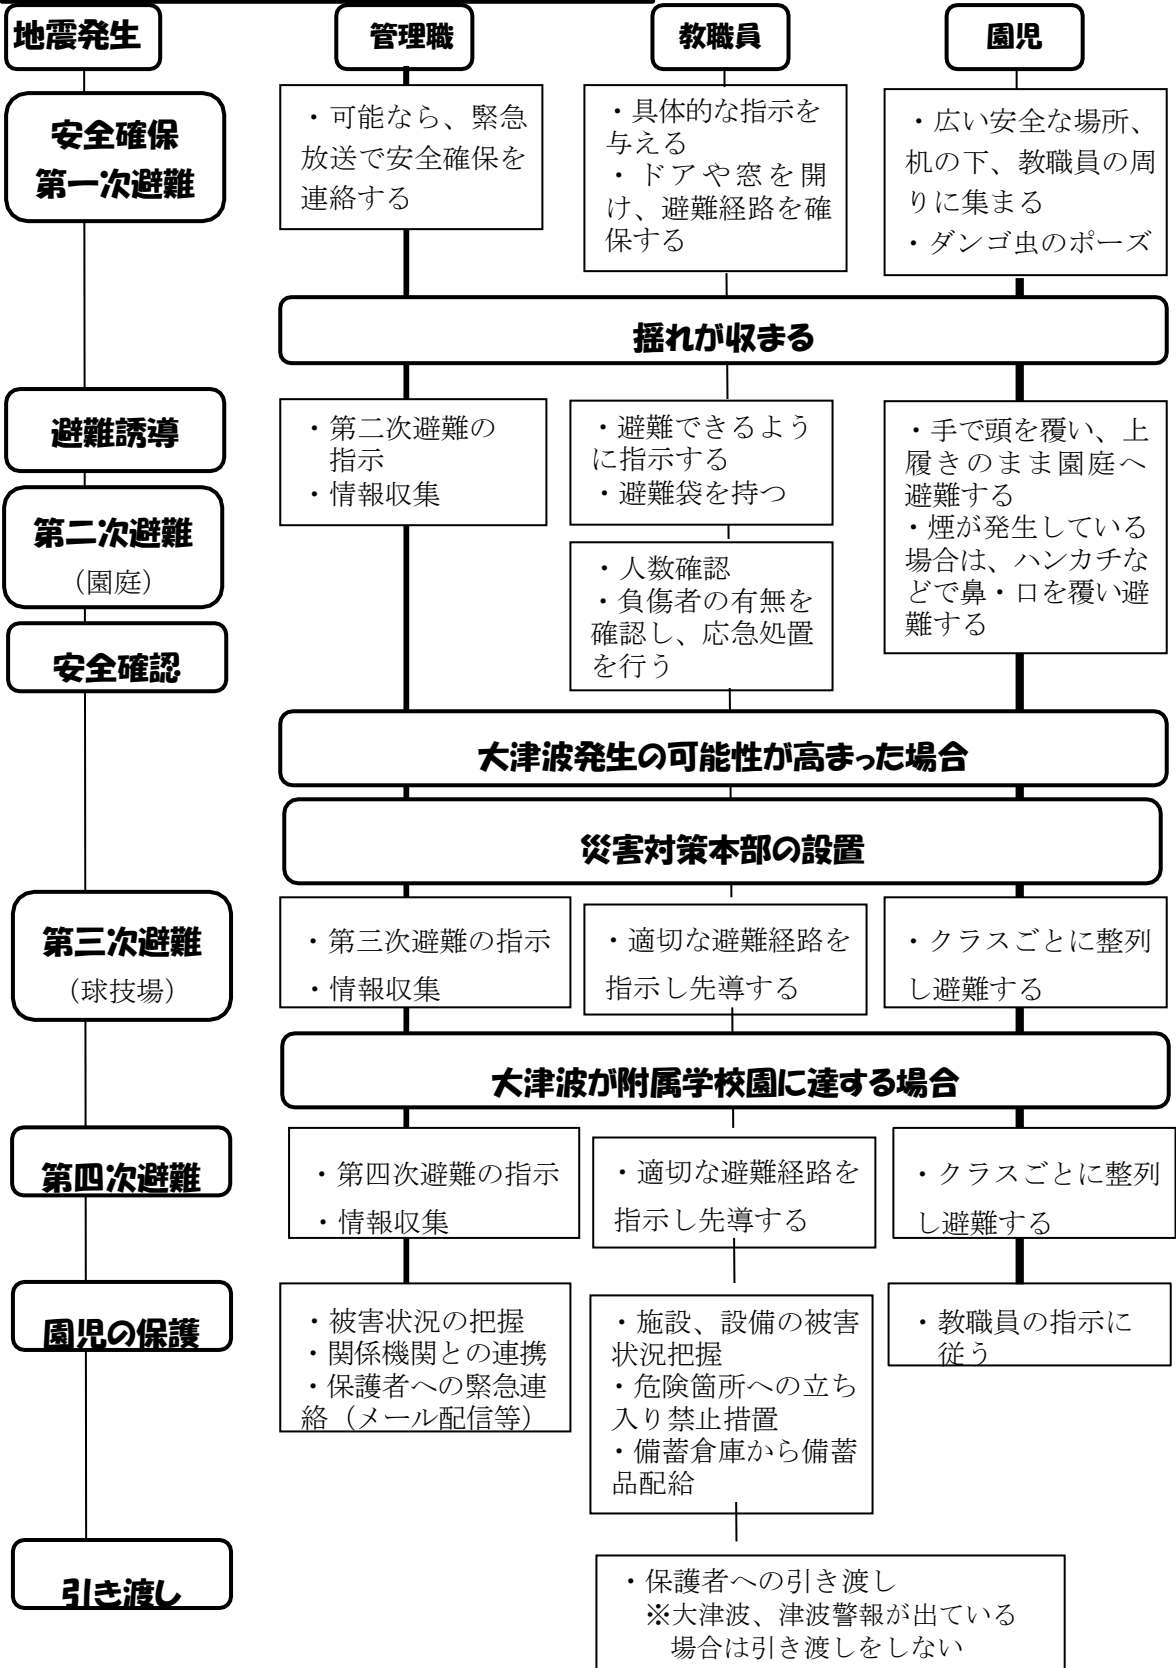 地震発生
管理職
教職員
園児
安全確保
第一次避難
・可能なら、緊急
放送で安全確保を
連絡する
・具体的な指示を
与える
・ドアや窓を開
け、避難経路を確
保する
・広い安全な場所、
机の下、教職員の周
りに集まる
・ダンゴ虫のポーズ
揺れが収まる
避難誘導
第二次避難
（園庭）
安全確認
・第二次避難の
指示
・情報収集
・避難できるよう
に指示する
・避難袋を持つ
・人数確認
・負傷者の有無を
確認し、応急処置
を行う
・手で頭を覆い、上
履きのまま園庭へ
避難する
・煙が発生している
場合は、ハンカチな
どで鼻・口を覆い避
難する
大津波発生の可能性が高まった場合
災害対策本部の設置
第三次避難
（球技場）
・第三次避難の指示
・情報収集
・適切な避難経路を
指示し先導する
・クラスごとに整列
し避難する
大津波が附属学校園に達する場合
第四次避難
・第四次避難の指示
・情報収集
・適切な避難経路を
指示し先導する
・クラスごとに整列
し避難する
園児の保護
・被害状況の把握
・関係機関との連携
・保護者への緊急連
絡（メール配信等）
・施設、設備の被害
状況把握
・危険箇所への立ち
入り禁止措置
・備蓄倉庫から備蓄
品配給
・教職員の指示に
従う
引き渡し
・保護者への引き渡し
※大津波、津波警報が出ている
場合は引き渡しをしない